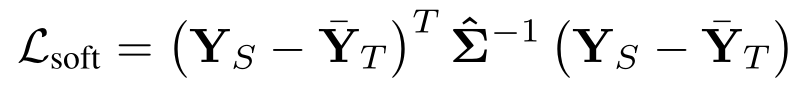 𝓛_soft = (𝐘_S − 𝐘̄_T)^T 𝚺̂^−1 (𝐘_S − 𝐘̄_T)